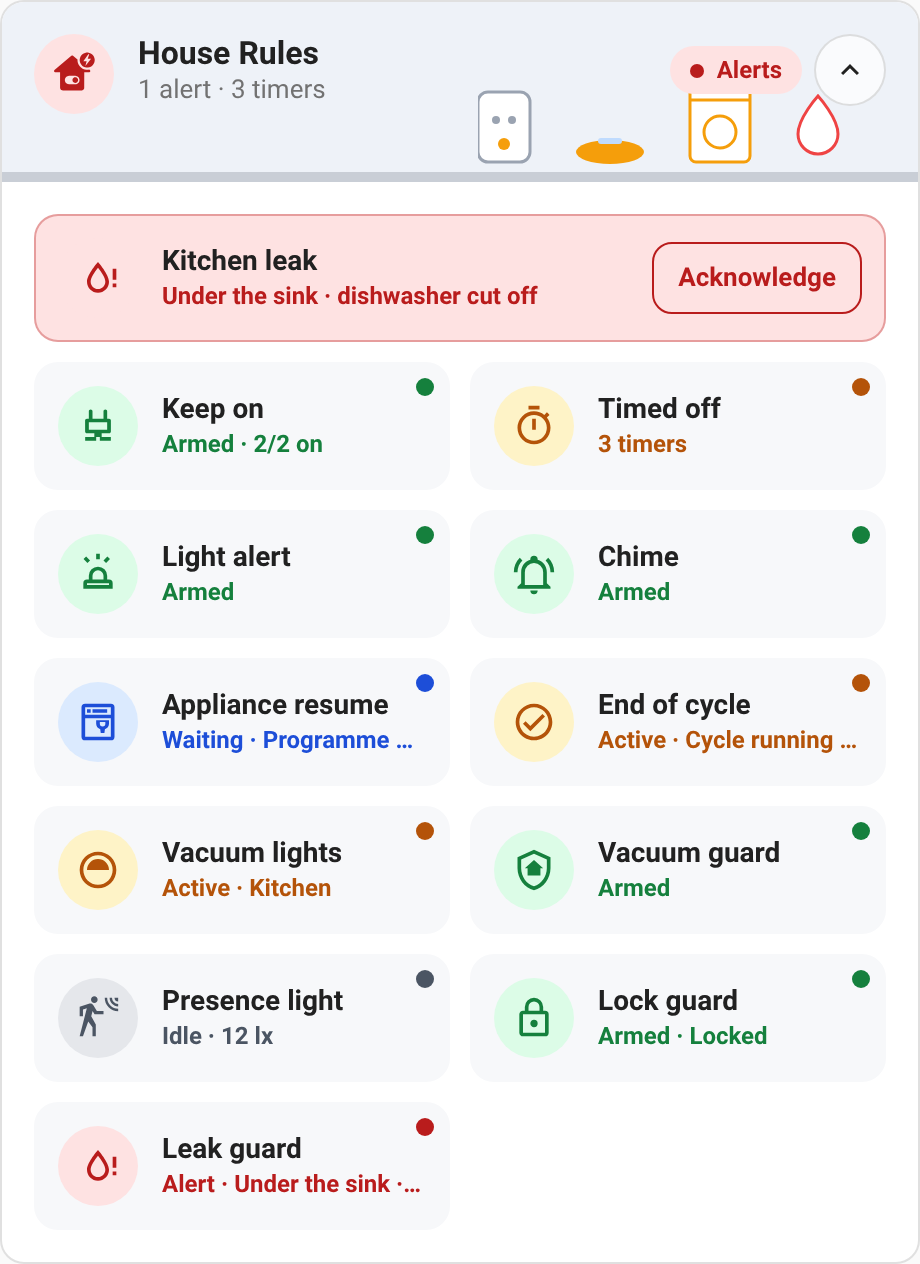 House Rules
1 alert · 3 timers
Alerts
Kitchen leak
Under the sink · dishwasher cut off
Acknowledge
Keep on
Armed · 2/2 on
Timed off
3 timers
Light alert
Armed
Chime
Armed
Appliance resume
Waiting · Programme ...
End of cycle
Active · Cycle running ...
Vacuum lights
Active · Kitchen
Vacuum guard
Armed
Presence light
Idle · 12 lx
Lock guard
Armed · Locked
Leak guard
Alert · Under the sink ·...